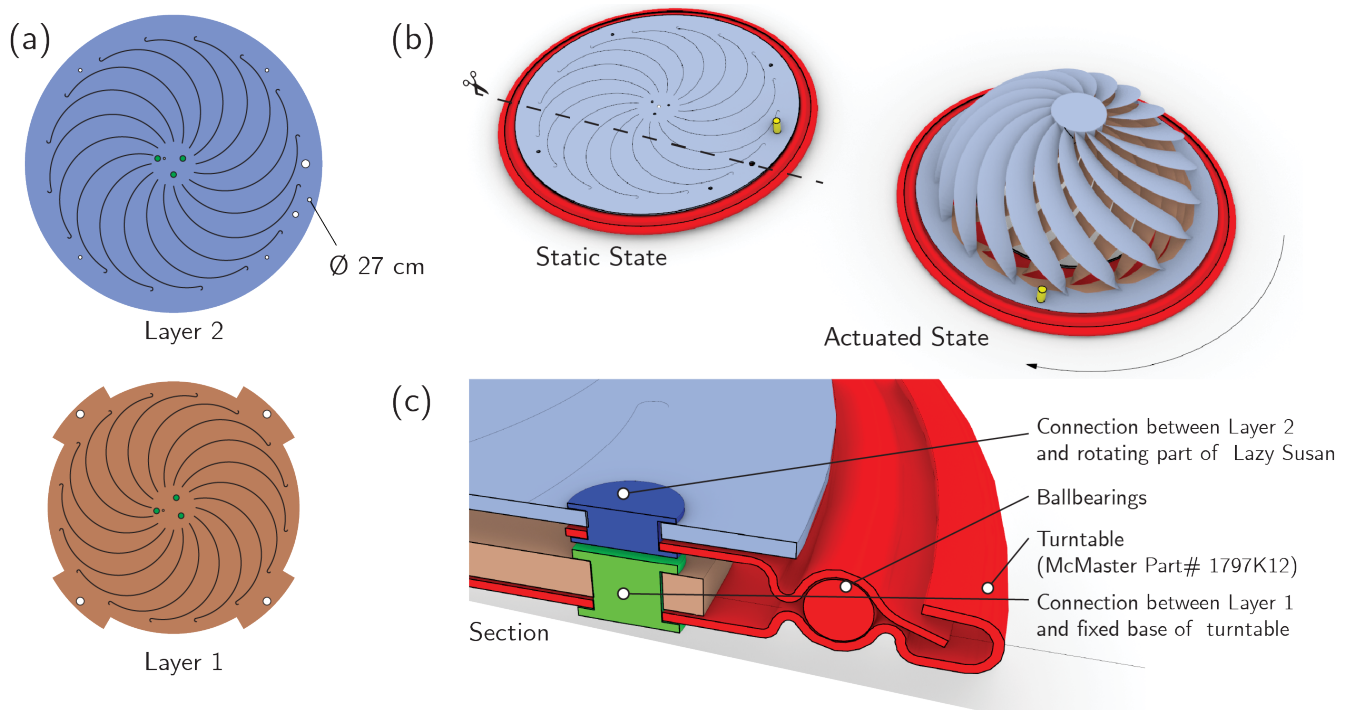 (a)
Ø 27 cm
Layer 2
Layer 1
(b)
Static State
Actuated State
(c)
Connection between Layer 2
and rotating part of Lazy Susan
Ballbearings
Turntable
(McMaster Part# 1797K12)
Connection between Layer 1
and fixed base of turntable
Section